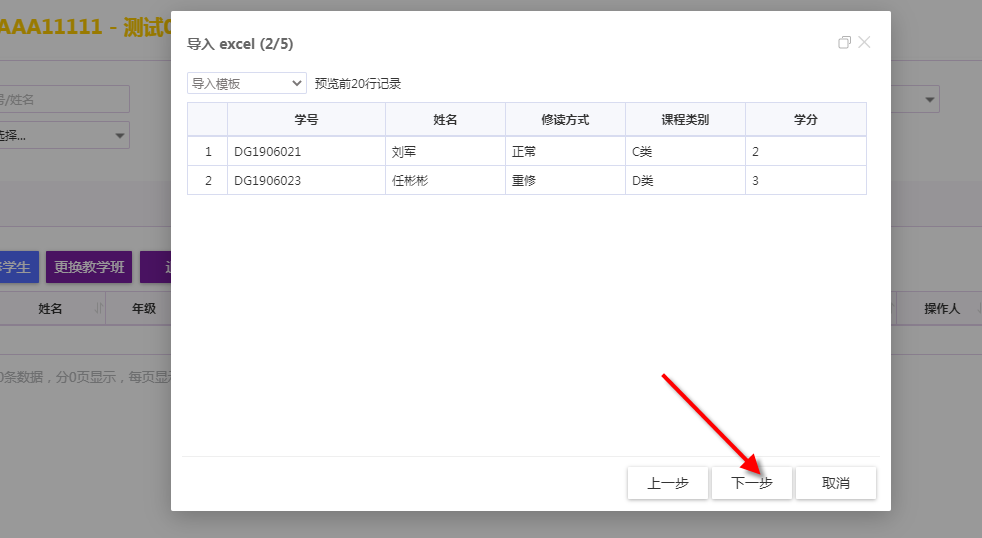 AAA11111 - 测试
导入 excel (2/5)
导入模板 预览前20行记录
号/姓名
选择...
学号 姓名 修读方式 课程类别 学分
1 DG1906021 刘军 正常 C类 2
2 DG1906023 任彬彬 重修 D类 3
学生 更换教学班
姓名 年级 操作人
0条数据，分0页显示，每页显
上一步 下一步 取消